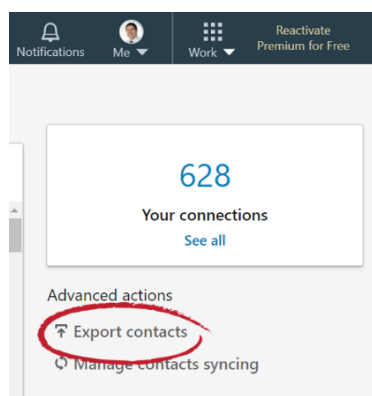 Notifications
Me
Work
Reactivate
Premium for Free
628
Your connections
See all
Advanced actions
Export contacts
Manage contacts syncing